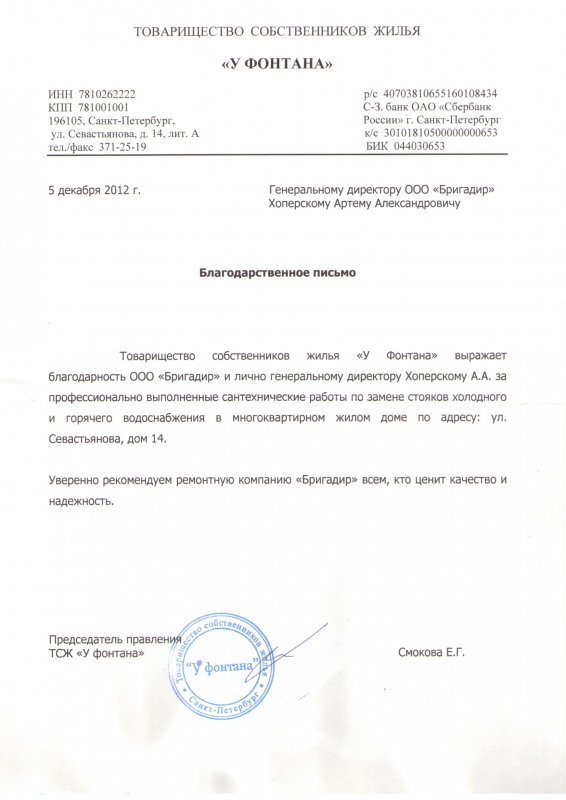 ТОВАРИЩЕСТВО СОБСТВЕННИКОВ ЖИЛЬЯ
«У ФОНТАНА»
ИНН 7810262222
КПП 781001001
196105, Санкт-Петербург,
ул. Севастьянова, д. 14, лит. А
тел./факс 371-25-19
р/с 40703810655160108434
С-З. банк ОАО «Сбербанк
России» г. Санкт-Петербург
к/с 30101810500000000653
БИК 044030653
5 декабря 2012 г.
Генеральному директору ООО «Бригадир»
Хоперскому Артему Александровичу
Благодарственное письмо
Товарищество собственников жилья «У Фонтана» выражает
благодарность ООО «Бригадир» и лично генеральному директору Хоперскому А.А. за
профессионально выполненные сантехнические работы по замене стояков холодного
и горячего водоснабжения в многоквартирном жилом доме по адресу: ул.
Севастьянова, дом 14.
Уверенно рекомендуем ремонтную компанию «Бригадир» всем, кто ценит качество и
надежность.
Председатель правления
ТСЖ «У фонтана»
Смокова Е.Г.
Товарищество собственников жилья
"У фонтана"
Санкт-Петербург